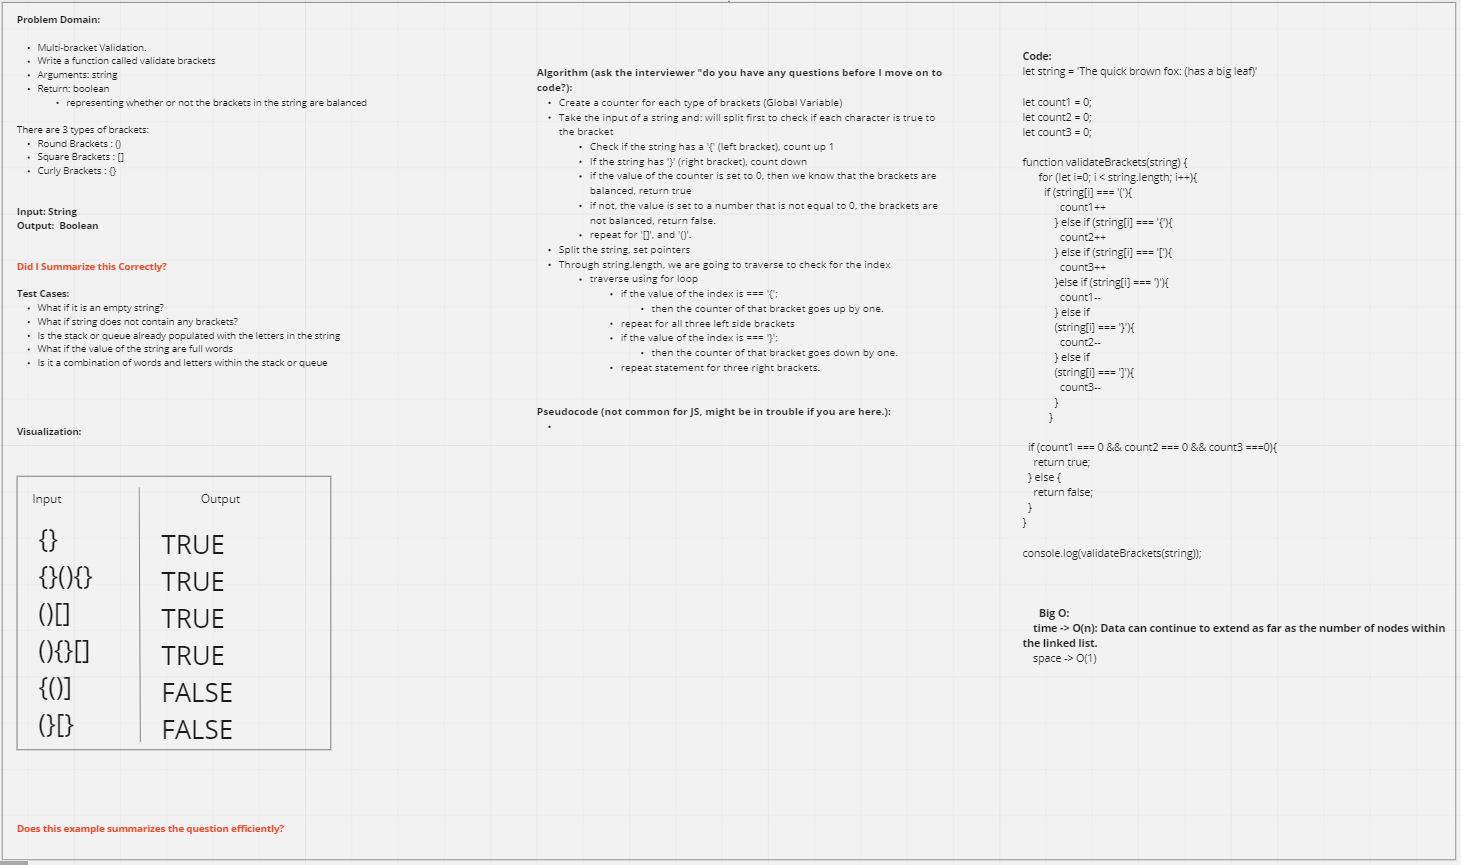 Problem Domain:
• Multi-bracket Validation.
• Write a function called validate brackets
• Arguments: string
• Return: boolean
• representing whether or not the brackets in the string are balanced
There are 3 types of brackets:
• Round Brackets : ()
• Square Brackets : []
• Curly Brackets : {}
Input: String
Output: Boolean
Did I Summarize this Correctly?
Test Cases:
• What if it is an empty string?
• What if string does not contain any brackets?
• Is the stack or queue already populated with the letters in the string
• What if the value of the string are full words
• Is it a combination of words and letters within the stack or queue
Visualization:
Input Output
{} TRUE
{}(){} TRUE
()[] TRUE
(){}[] TRUE
{()] FALSE
(}[} FALSE
Does this example summarizes the question efficiently?
Algorithm (ask the interviewer "do you have any questions before I move on to
code?):
• Create a counter for each type of brackets (Global Variable)
• Take the input of a string and: will split first to check if each character is true to
the bracket
• Check if the string has a '{' (left bracket), count up 1
• If the string has '}' (right bracket), count down
• if the value of the counter is set to 0, then we know that the brackets are
balanced, return true
• if not, the value is set to a number that is not equal to 0, the brackets are
not balanced, return false.
• repeat for '[]', and '()'.
• Split the string, set pointers
• Through string.length, we are going to traverse to check for the index
• traverse using for loop
• if the value of the index is === '{';
• then the counter of that bracket goes up by one.
• repeat for all three left side brackets
• if the value of the index is === '}';
• then the counter of that bracket goes down by one.
• repeat statement for three right brackets.
Pseudocode (not common for JS, might be in trouble if you are here.):
•
Code:
let string = 'The quick brown fox: (has a big leaf)'
let count1 = 0;
let count2 = 0;
let count3 = 0;
function validateBrackets(string) {
for (let i=0; i < string.length; i++){
if (string[i] === '('){
count1++
} else if (string[i] === '{'){
count2++
} else if (string[i] === '['){
count3++
}else if (string[i] === ')'){
count1--
} else if
(string[i] === '}'){
count2--
} else if
(string[i] === ']'){
count3--
}
}
if (count1 === 0 && count2 === 0 && count3 ===0){
return true;
} else {
return false;
}
}
console.log(validateBrackets(string));
Big O:
time -> O(n): Data can continue to extend as far as the number of nodes within
the linked list.
space -> O(1)